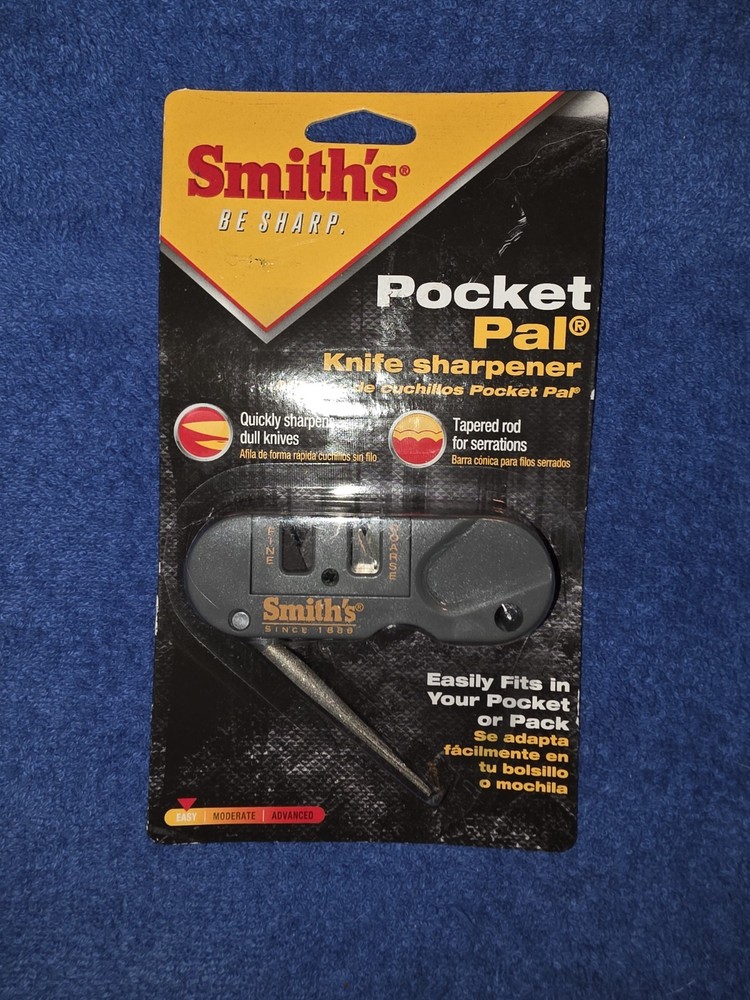 Smith's®
BE SHARP.
Pocket
Pal®
Knife sharpener
de cuchillos Pocket Pal®
Quickly sharpens
dull knives
Afila de forma rápida cuchillos sin filo
Tapered rod
for serrations
Barra cónica para filos serrados
FINE
COARSE
Smith's®
SINCE 1886
Easily Fits in
Your Pocket
or Pack
Se adapta
fácilmente en
tu bolsillo
o mochila
EASY MODERATE ADVANCED